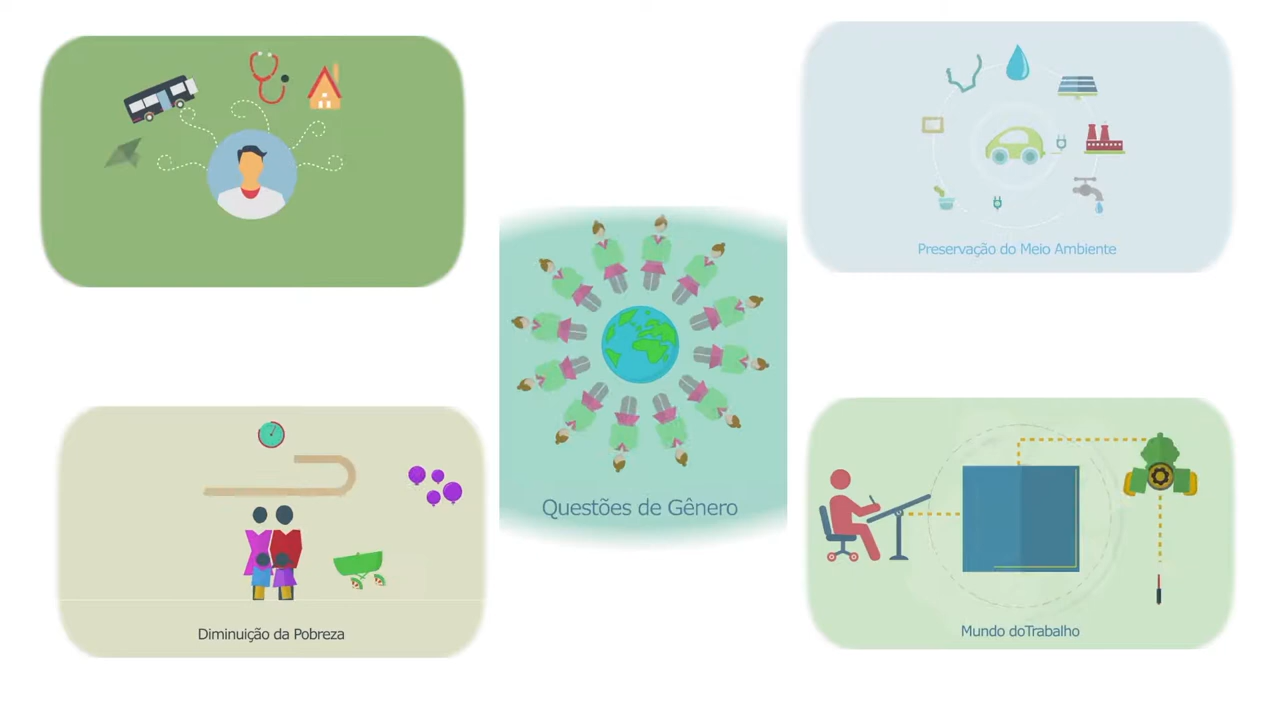 Preservação do Meio Ambiente
Questões de Gênero
Diminuição da Pobreza
Mundo doTrabalho